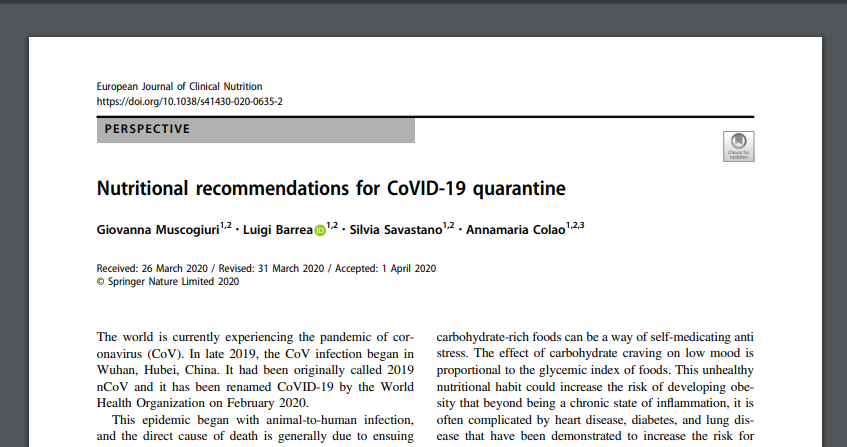 European Journal of Clinical Nutrition
https://doi.org/10.1038/s41430-020-0635-2
PERSPECTIVE
Check for
updates
Nutritional recommendations for CoVID-19 quarantine
Giovanna Muscogiuri1,2 · Luigi Barrea iD 1,2 · Silvia Savastano1,2 · Annamaria Colao1,2,3
Received: 26 March 2020 / Revised: 31 March 2020 / Accepted: 1 April 2020
© Springer Nature Limited 2020
The world is currently experiencing the pandemic of cor-
onavirus (CoV). In late 2019, the CoV infection began in
Wuhan, Hubei, China. It had been originally called 2019
nCoV and it has been renamed CoVID-19 by the World
Health Organization on February 2020.
This epidemic began with animal-to-human infection,
and the direct cause of death is generally due to ensuing
carbohydrate-rich foods can be a way of self-medicating anti
stress. The effect of carbohydrate craving on low mood is
proportional to the glycemic index of foods. This unhealthy
nutritional habit could increase the risk of developing obe-
sity that beyond being a chronic state of inflammation, it is
often complicated by heart disease, diabetes, and lung dis-
ease that have been demonstrated to increase the risk for